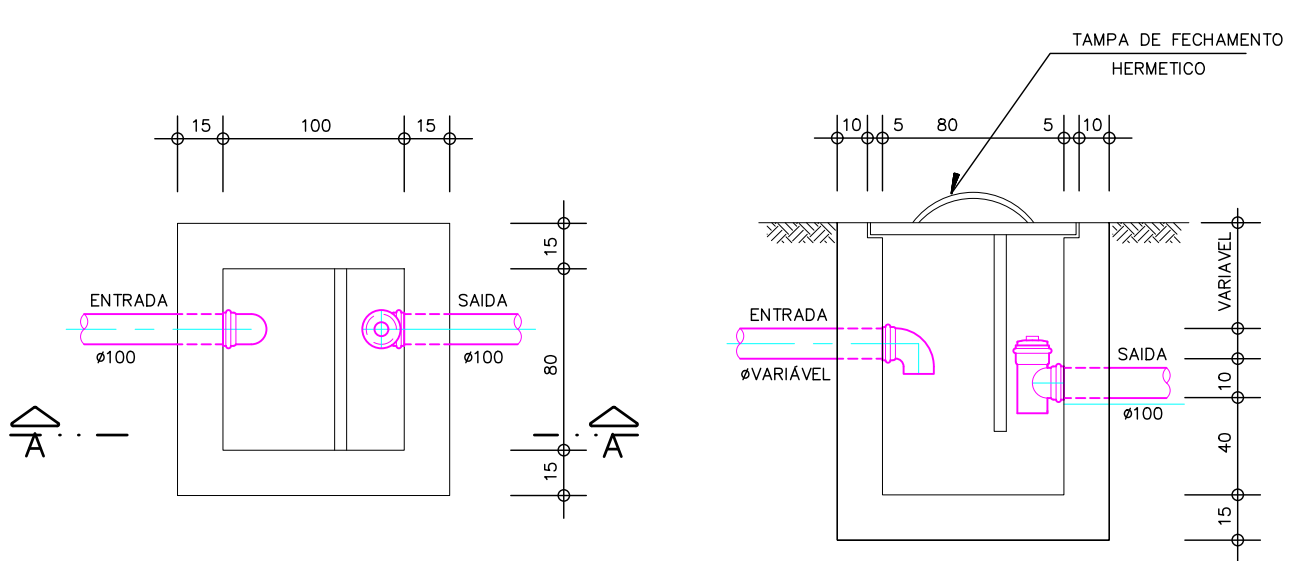 15 100 15
15
ENTRADA
SAIDA
ø100
ø100
80
A
A
15
TAMPA DE FECHAMENTO
HERMETICO
10 5 80 5 10
VARIAVEL
ENTRADA
øVARIÁVEL
SAIDA
10
ø100
40
15